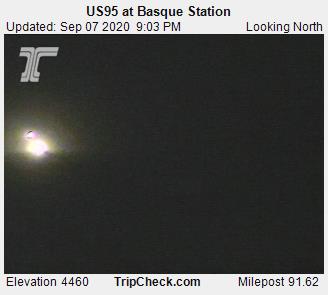 US95 at Basque Station
Updated: Sep 07 2020 9:03 PM Looking North
Elevation 4460 TripCheck.com Milepost 91.62